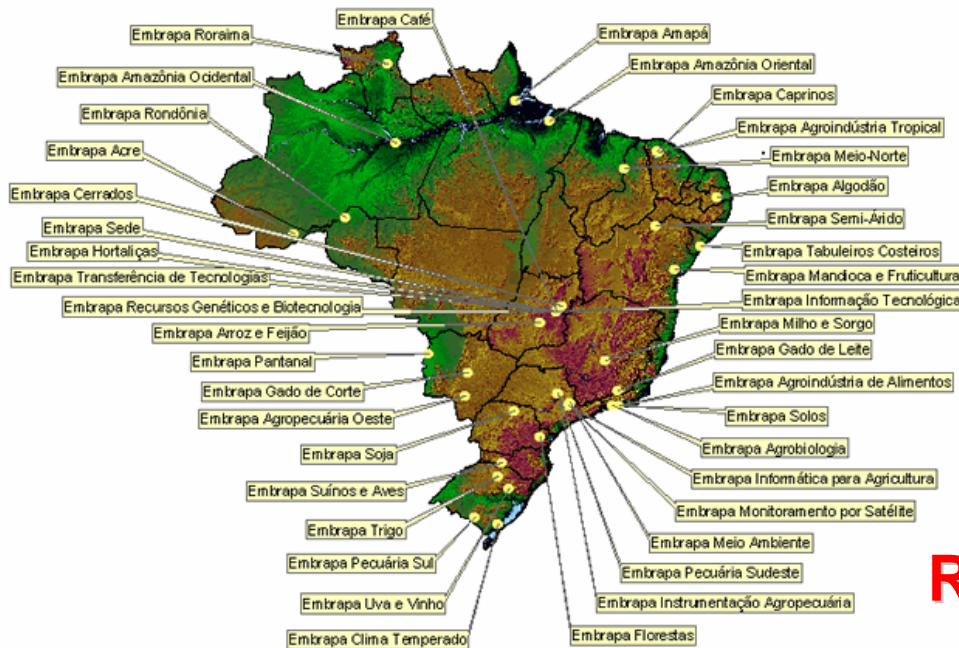 Embrapa Café
Embrapa Roraima
Embrapa Amapá
Embrapa Amazônia Ocidental
Embrapa Amazônia Oriental
Embrapa Rondônia
Embrapa Caprinos
Embrapa Acre
Embrapa Agroindústria Tropical
Embrapa Meio-Norte
Embrapa Cerrados
Embrapa Algodão
Embrapa Sede
Embrapa Semi-Árido
Embrapa Hortaliças
Embrapa Tabuleiros Costeiros
Embrapa Transferência de Tecnologias
Embrapa Mandioca e Fruticultura
Embrapa Recursos Genéticos e Biotecnologia
Embrapa Informação Tecnológica
Embrapa Arroz e Feijão
Embrapa Milho e Sorgo
Embrapa Pantanal
Embrapa Gado de Leite
Embrapa Gado de Corte
Embrapa Agroindústria de Alimentos
Embrapa Agropecuária Oeste
Embrapa Solos
Embrapa Soja
Embrapa Agrobiologia
Embrapa Informática para Agricultura
Embrapa Suínos e Aves
Embrapa Monitoramento por Satélite
Embrapa Trigo
Embrapa Meio Ambiente
Embrapa Pecuária Sul
Embrapa Pecuária Sudeste
Embrapa Uva e Vinho
Embrapa Instrumentação Agropecuária
Embrapa Clima Temperado
Embrapa Florestas
R